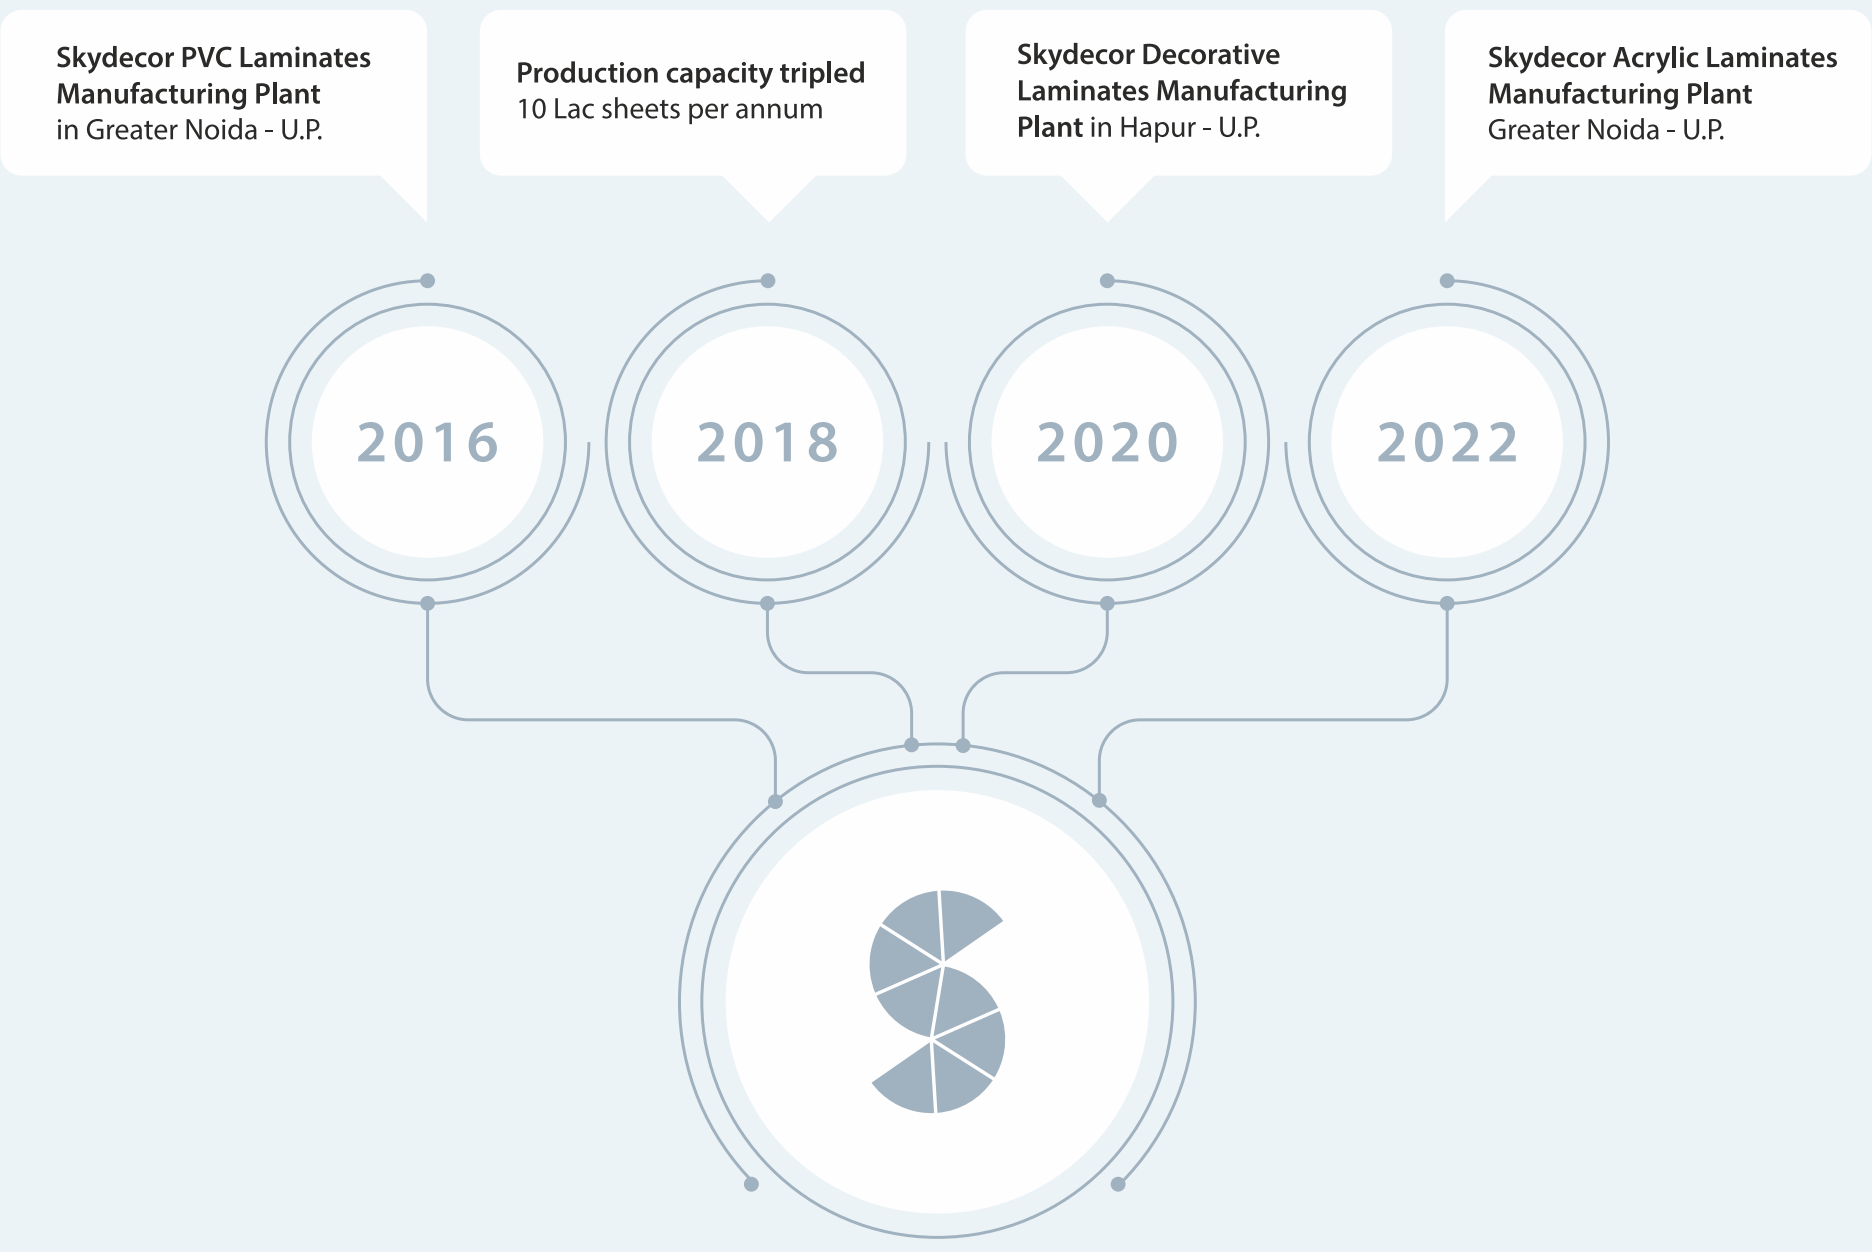 Skydecor PVC Laminates
Manufacturing Plant
in Greater Noida - U.P.
Production capacity tripled
10 Lac sheets per annum
Skydecor Decorative
Laminates Manufacturing
Plant in Hapur - U.P.
Skydecor Acrylic Laminates
Manufacturing Plant
Greater Noida - U.P.
2016
2018
2020
2022